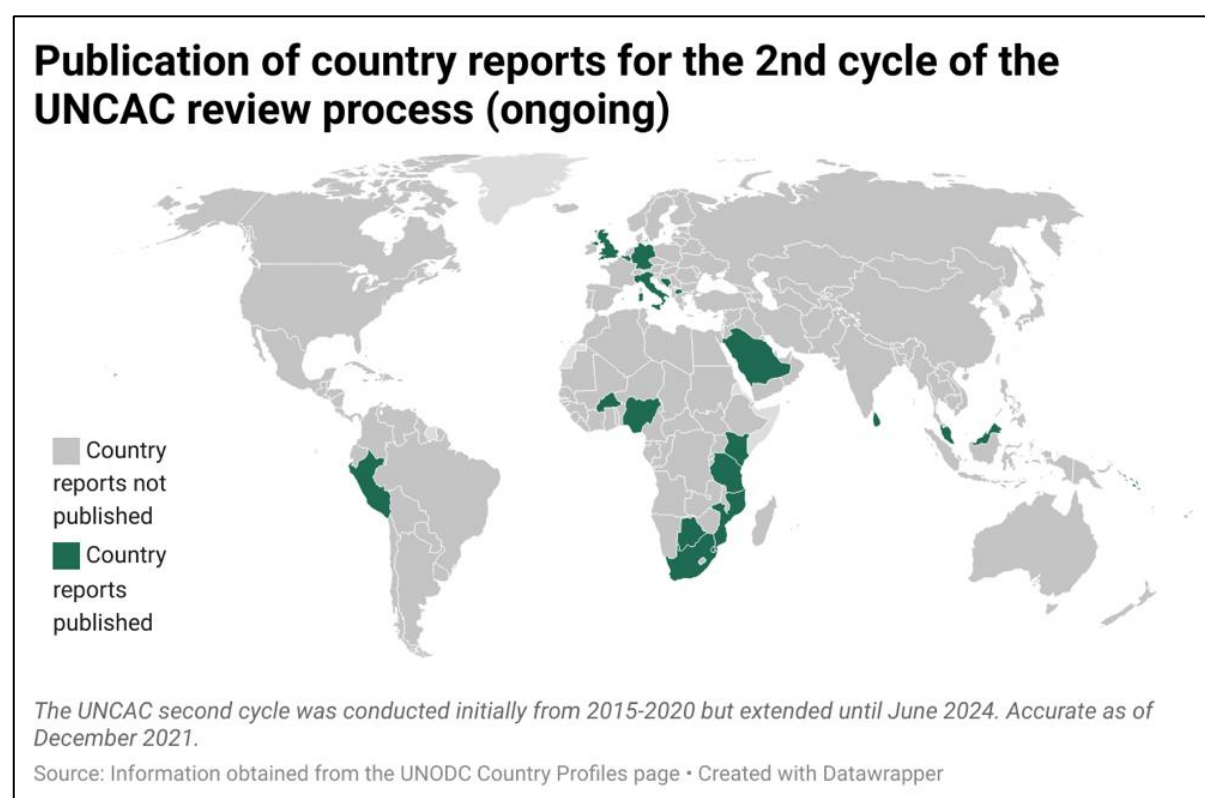 Publication of country reports for the 2nd cycle of the
UNCAC review process (ongoing)
Country
reports not
published
Country
reports
published
The UNCAC second cycle was conducted initially from 2015-2020 but extended until June 2024. Accurate as of
December 2021.
Source: Information obtained from the UNODC Country Profiles page • Created with Datawrapper